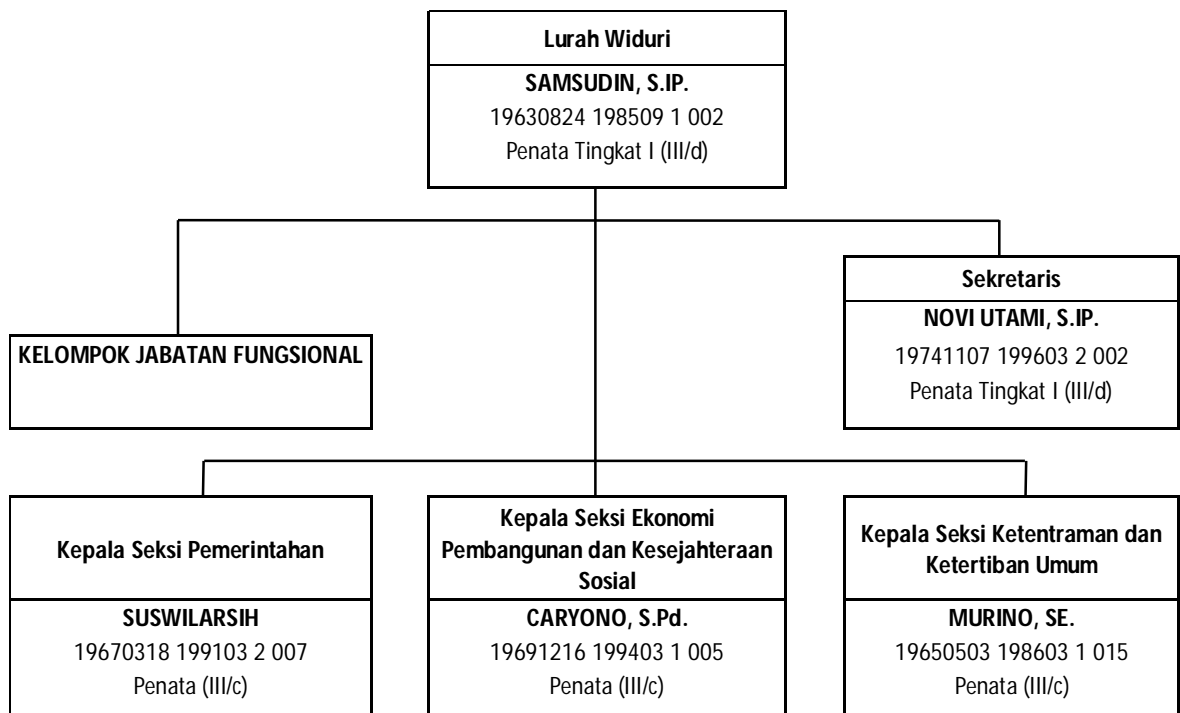 Lurah Widuri
SAMSUDIN, S.IP.
19630824 198509 1 002
Penata Tingkat I (III/d)
Sekretaris
NOVI UTAMI, S.IP.
19741107 199603 2 002
Penata Tingkat I (III/d)
KELOMPOK JABATAN FUNGSIONAL
Kepala Seksi Pemerintahan
SUSWILARSIH
19670318 199103 2 007
Penata (III/c)
Kepala Seksi Ekonomi
Pembangunan dan Kesejahteraan
Sosial
CARYONO, S.Pd.
19691216 199403 1 005
Penata (III/c)
Kepala Seksi Ketentraman dan
Ketertiban Umum
MURINO, SE.
19650503 198603 1 015
Penata (III/c)